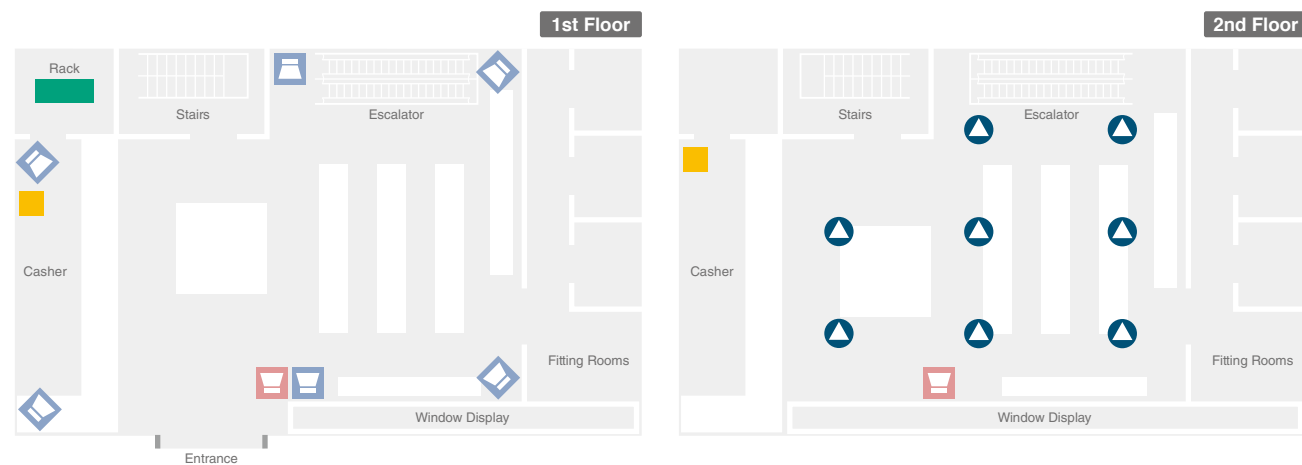 1st Floor
Rack
Stairs
Escalator
Casher
Fitting Rooms
Window Display
Entrance
2nd Floor
Stairs
Escalator
Casher
Fitting Rooms
Window Display